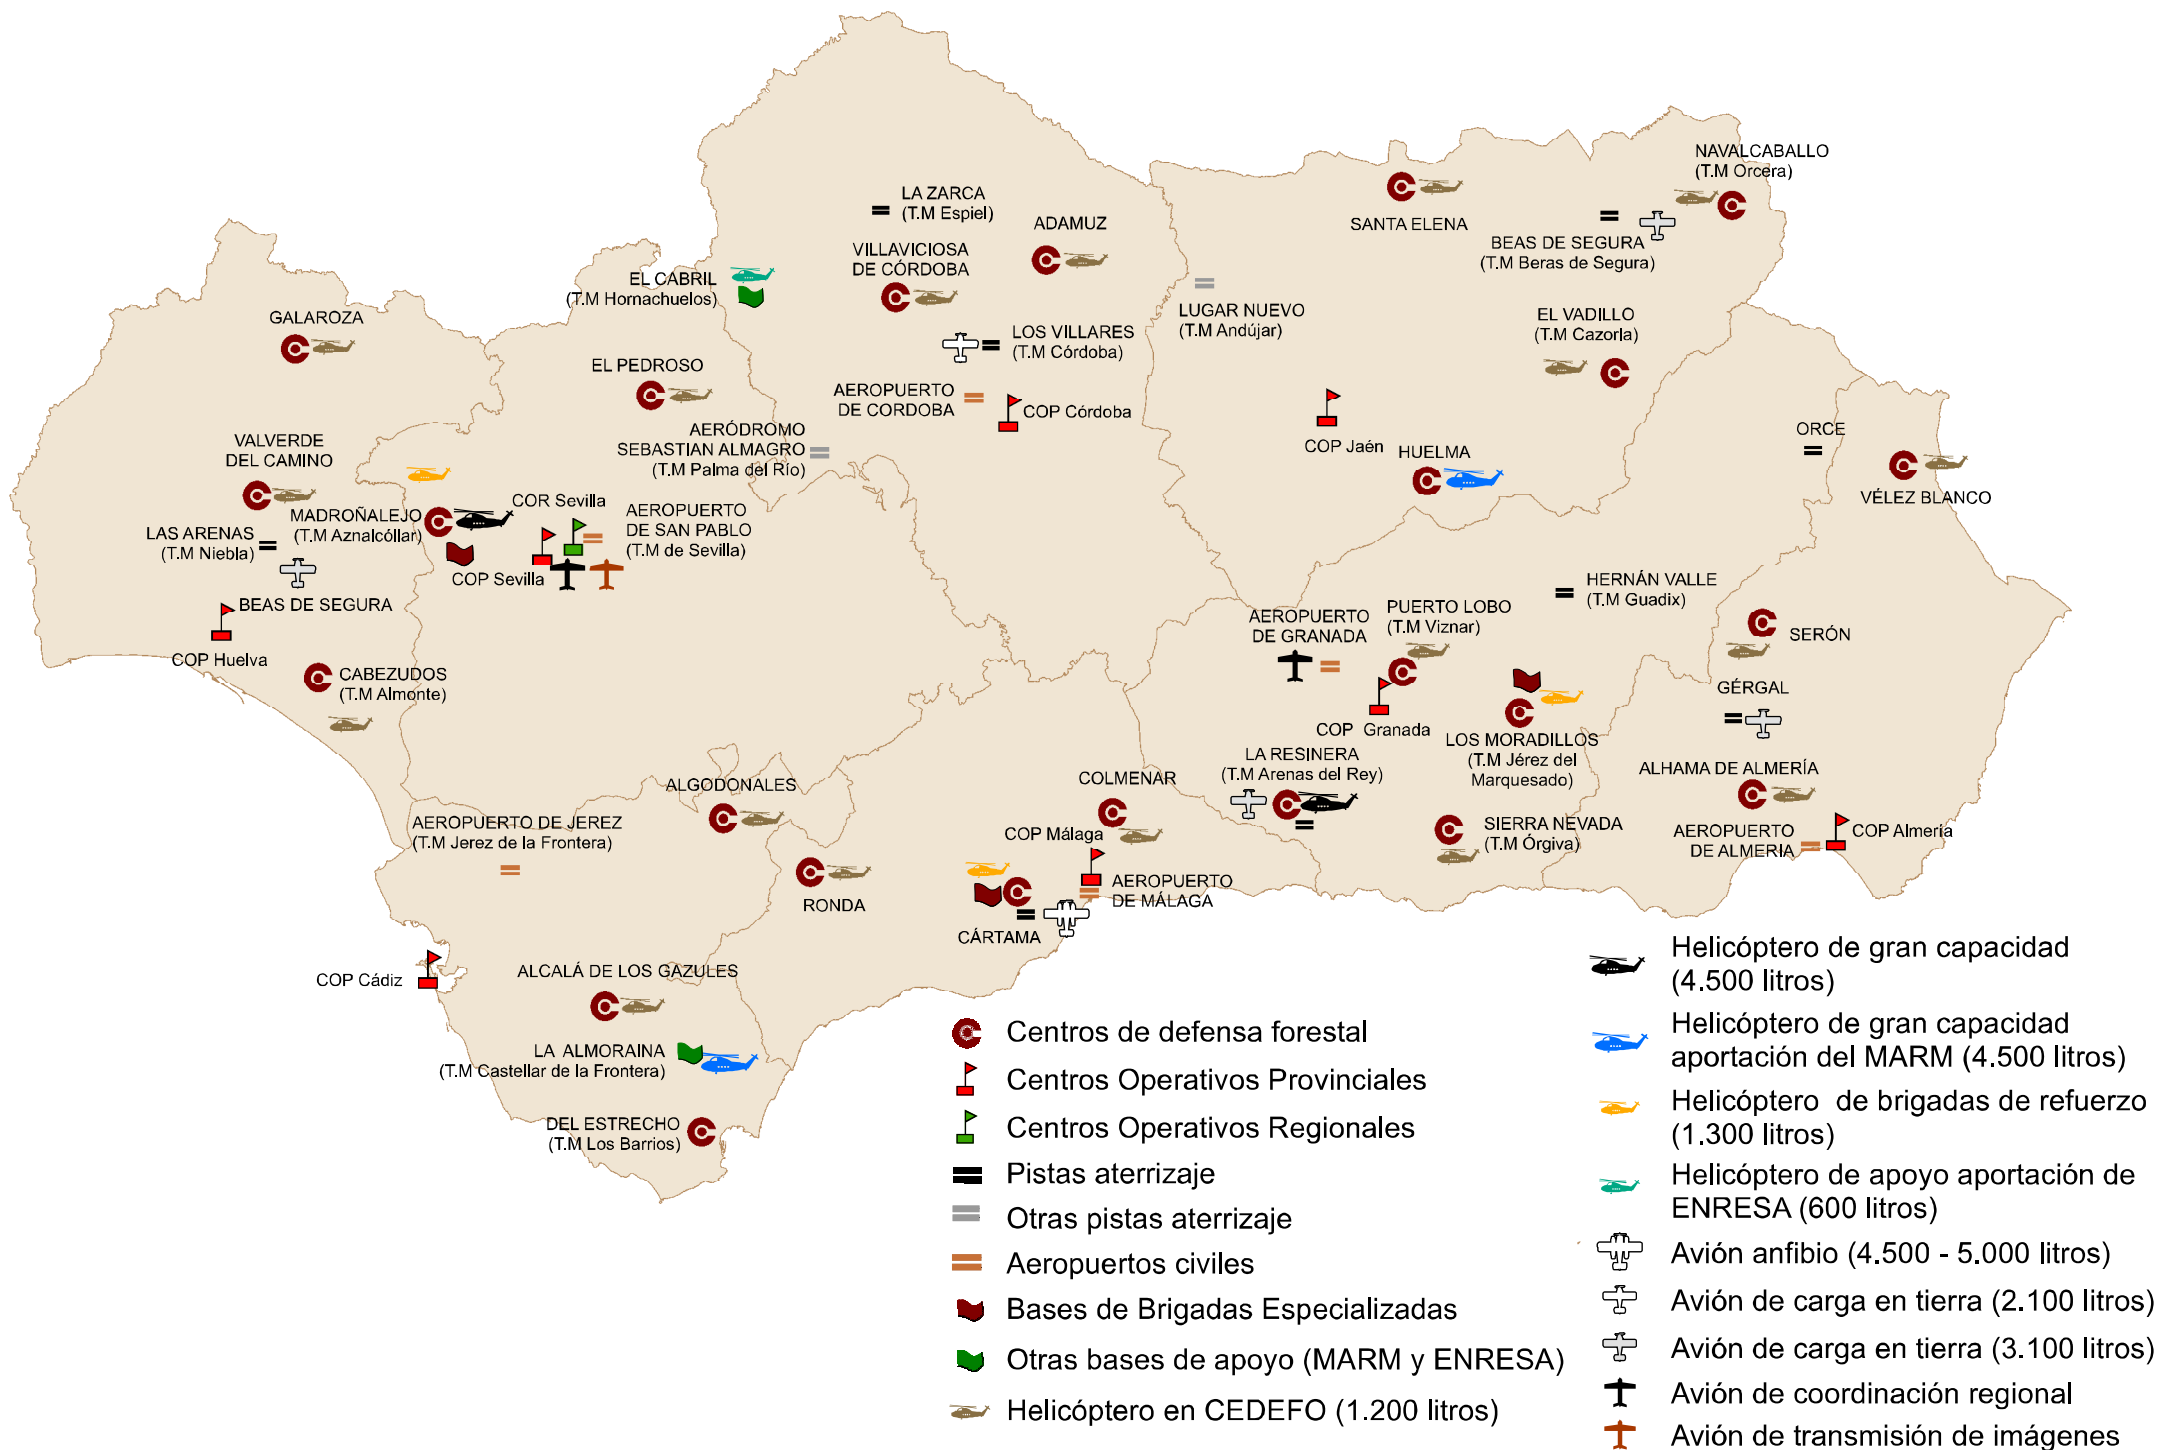 NAVALCABALLO
(T.M Orcera)
LA ZARCA
(T.M Espiel)
ADAMUZ
SANTA ELENA
BEAS DE SEGURA
(T.M Beras de Segura)
VILLAVICIOSA
DE CÓRDOBA
EL CABRIL
(T.M Hornachuelos)
LUGAR NUEVO
(T.M Andújar)
EL VADILLO
(T.M Cazorla)
GALAROZA
LOS VILLARES
(T.M Córdoba)
EL PEDROSO
AEROPUERTO
DE CORDOBA
COP Córdoba
AERÓDROMO
SEBASTIAN ALMAGRO
(T.M Palma del Río)
COP Jaén
HUELMA
ORCE
VÉLEZ BLANCO
VALVERDE
DEL CAMINO
COR Sevilla
MADROÑALEJO
(T.M Aznalcóllar)
AEROPUERTO
DE SAN PABLO
(T.M de Sevilla)
LAS ARENAS
(T.M Niebla)
COP Sevilla
BEAS DE SEGURA
HERNÁN VALLE
(T.M Guadix)
AEROPUERTO
DE GRANADA
PUERTO LOBO
(T.M Viznar)
SERÓN
COP Huelva
CABEZUDOS
(T.M Almonte)
GÉRGAL
COP Granada
LOS MORADILLOS
(T.M Jérez del
Marquesado)
LA RESINERA
(T.M Arenas del Rey)
ALHAMA DE ALMERÍA
COLMENAR
ALGODONALES
AEROPUERTO DE JEREZ
(T.M Jerez de la Frontera)
COP Málaga
SIERRA NEVADA
(T.M Órgiva)
AEROPUERTO
DE ALMERIA
COP Almería
RONDA
AEROPUERTO
DE MÁLAGA
CÁRTAMA
COP Cádiz
ALCALÁ DE LOS GAZULES
LA ALMORAINA
(T.M Castellar de la Frontera)
DEL ESTRECHO
(T.M Los Barrios)
Centros de defensa forestal
Centros Operativos Provinciales
Centros Operativos Regionales
Pistas aterrizaje
Otras pistas aterrizaje
Aeropuertos civiles
Bases de Brigadas Especializadas
Otras bases de apoyo (MARM y ENRESA)
Helicóptero en CEDEFO (1.200 litros)
Helicóptero de gran capacidad
(4.500 litros)
Helicóptero de gran capacidad
aportación del MARM (4.500 litros)
Helicóptero de brigadas de refuerzo
(1.300 litros)
Helicóptero de apoyo aportación de
ENRESA (600 litros)
Avión anfibio (4.500 - 5.000 litros)
Avión de carga en tierra (2.100 litros)
Avión de carga en tierra (3.100 litros)
Avión de coordinación regional
Avión de transmisión de imágenes